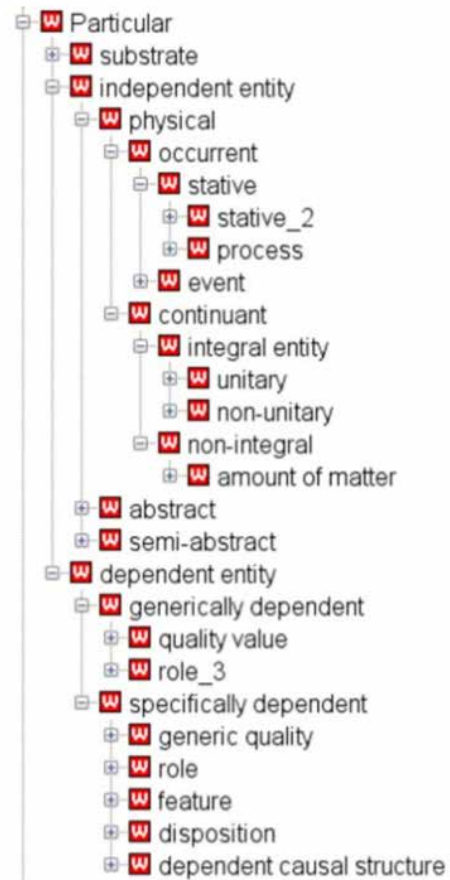 Particular
substrate
independent entity
physical
occurrent
stative
stative_2
process
event
continuant
integral entity
unitary
non-unitary
non-integral
amount of matter
abstract
semi-abstract
dependent entity
generically dependent
quality value
role_3
specifically dependent
generic quality
role
feature
disposition
dependent causal structure